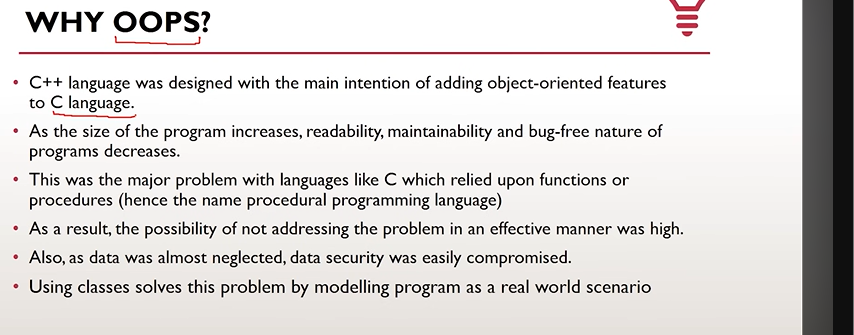 WHY OOPS?
• C++ language was designed with the main intention of adding object-oriented features
to C language.
• As the size of the program increases, readability, maintainability and bug-free nature of
programs decreases.
• This was the major problem with languages like C which relied upon functions or
procedures (hence the name procedural programming language)
• As a result, the possibility of not addressing the problem in an effective manner was high.
• Also, as data was almost neglected, data security was easily compromised.
• Using classes solves this problem by modelling program as a real world scenario